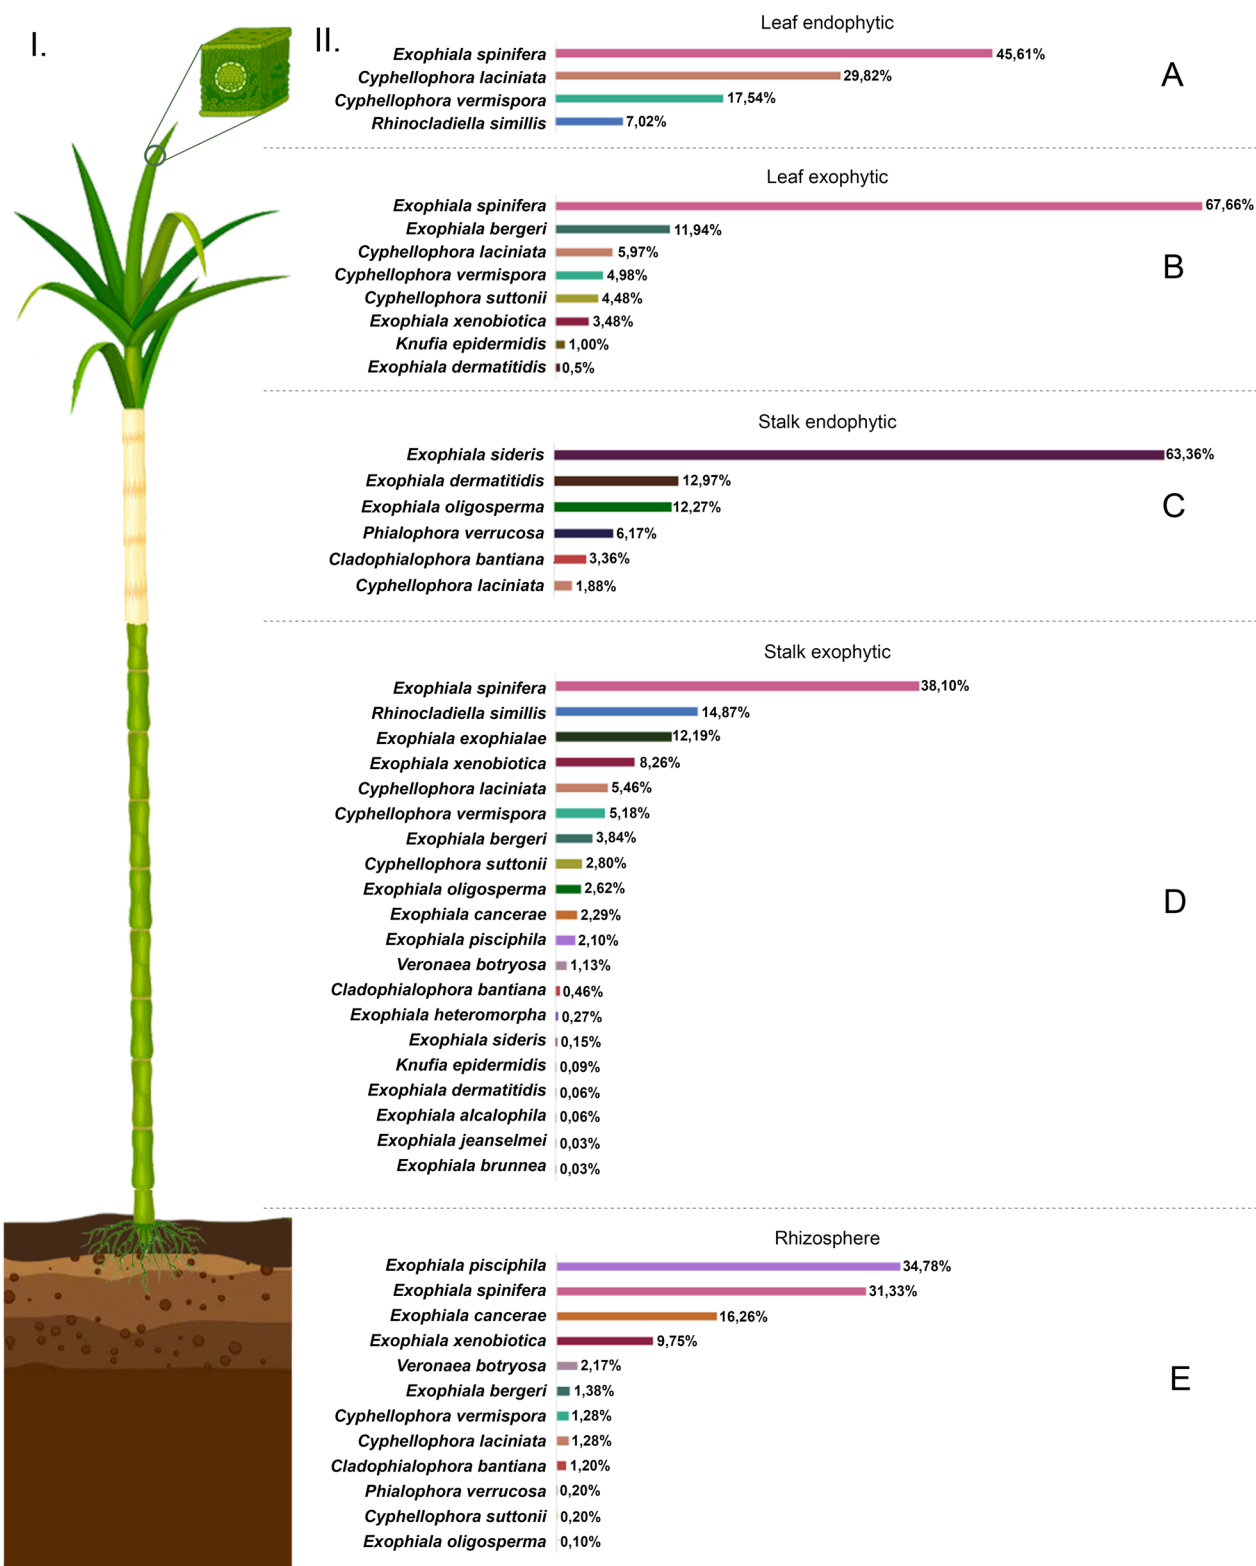 I.
II.
Leaf endophytic
A
Exophiala spinifera 45,61%
Cyphellophora laciniata 29,82%
Cyphellophora vermispora 17,54%
Rhinocladiella simillis 7,02%
Leaf exophytic
B
Exophiala spinifera 67,66%
Exophiala bergeri 11,94%
Cyphellophora laciniata 5,97%
Cyphellophora vermispora 4,98%
Cyphellophora suttonii 4,48%
Exophiala xenobiotica 3,48%
Knufia epidermidis 1,00%
Exophiala dermatitidis 0,5%
Stalk endophytic
C
Exophiala sideris 63,36%
Exophiala dermatitidis 12,97%
Exophiala oligosperma 12,27%
Phialophora verrucosa 6,17%
Cladophialophora bantiana 3,36%
Cyphellophora laciniata 1,88%
Stalk exophytic
D
Exophiala spinifera 38,10%
Rhinocladiella simillis 14,87%
Exophiala exophialae 12,19%
Exophiala xenobiotica 8,26%
Cyphellophora laciniata 5,46%
Cyphellophora vermispora 5,18%
Exophiala bergeri 3,84%
Cyphellophora suttonii 2,80%
Exophiala oligosperma 2,62%
Exophiala cancerae 2,29%
Exophiala pisciphila 2,10%
Veronaea botryosa 1,13%
Cladophialophora bantiana 0,46%
Exophiala heteromorpha 0,27%
Exophiala sideris 0,15%
Knufia epidermidis 0,09%
Exophiala dermatitidis 0,06%
Exophiala alcalophila 0,06%
Exophiala jeanselmei 0,03%
Exophiala brunnea 0,03%
Rhizosphere
E
Exophiala pisciphila 34,78%
Exophiala spinifera 31,33%
Exophiala cancerae 16,26%
Exophiala xenobiotica 9,75%
Veronaea botryosa 2,17%
Exophiala bergeri 1,38%
Cyphellophora vermispora 1,28%
Cyphellophora laciniata 1,28%
Cladophialophora bantiana 1,20%
Phialophora verrucosa 0,20%
Cyphellophora suttonii 0,20%
Exophiala oligosperma 0,10%